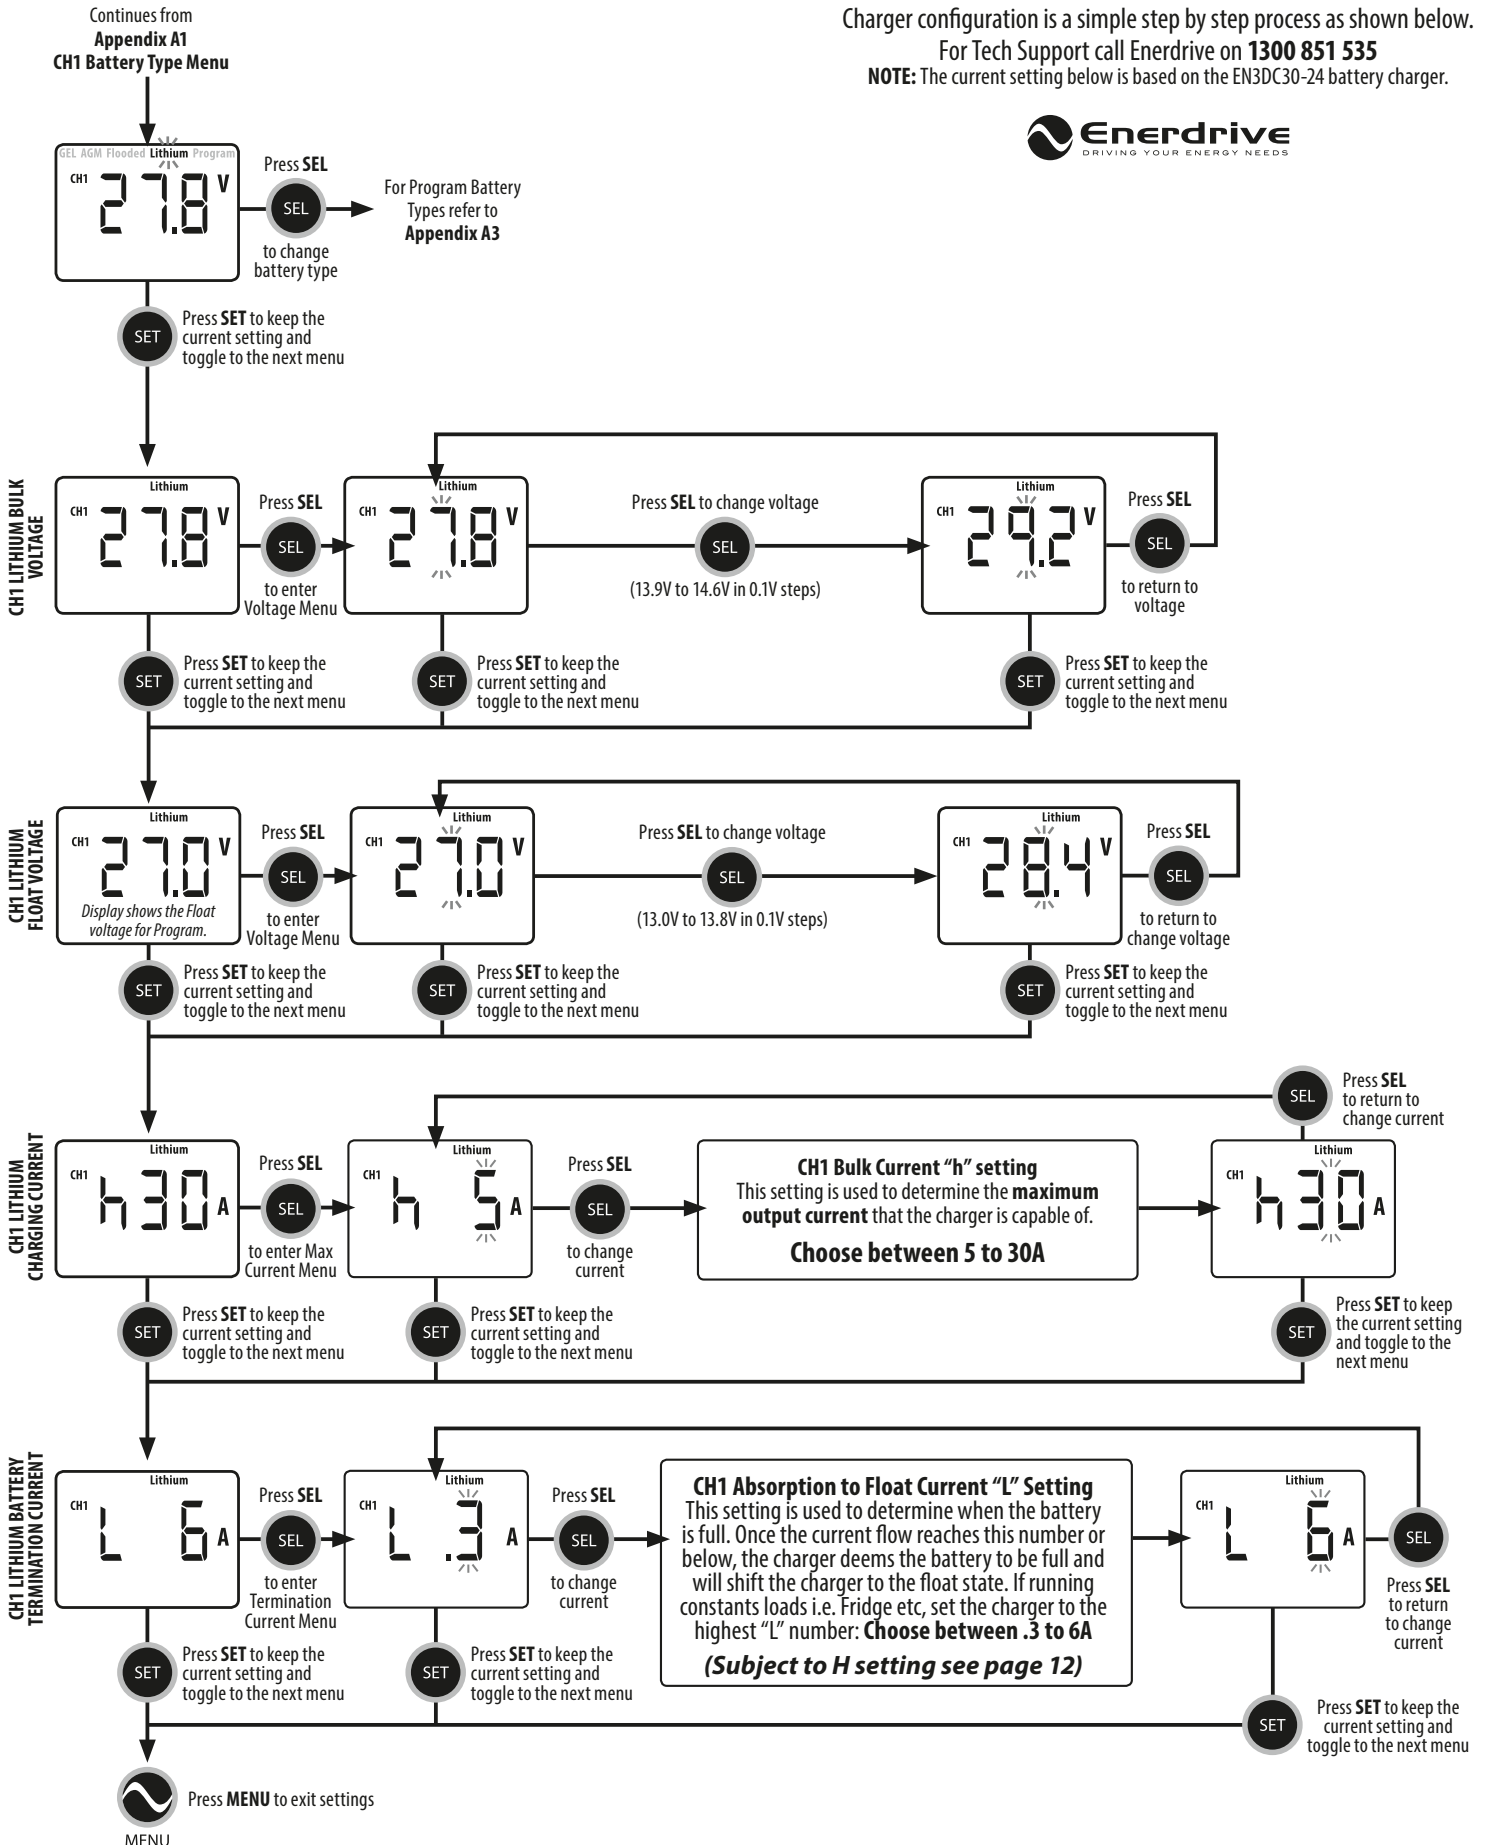 Continues from
Appendix A1
CH1 Battery Type Menu
Charger configuration is a simple step by step process as shown below.
For Tech Support call Enerdrive on 1300 851 535
NOTE: The current setting below is based on the EN3DC30-24 battery charger.
Enerdrive
DRIVING YOUR ENERGY NEEDS
GEL AGM Flooded Lithium Program
CH1 27.8 V
Press SEL
SEL
to change
battery type
For Program Battery
Types refer to
Appendix A3
SET
Press SET to keep the
current setting and
toggle to the next menu
CH1 LITHIUM BULK
VOLTAGE
Lithium
CH1 27.8 V
Press SEL
SEL
to enter
Voltage Menu
Lithium
CH1 27.8 V
Press SEL to change voltage
SEL
(13.9V to 14.6V in 0.1V steps)
Lithium
CH1 29.2 V
Press SEL
SEL
to return to
voltage
SET
Press SET to keep the
current setting and
toggle to the next menu
SET
Press SET to keep the
current setting and
toggle to the next menu
SET
Press SET to keep the
current setting and
toggle to the next menu
CH1 LITHIUM
FLOAT VOLTAGE
Lithium
CH1 27.0 V
Display shows the Float
voltage for Program.
Press SEL
SEL
to enter
Voltage Menu
Lithium
CH1 27.0 V
Press SEL to change voltage
SEL
(13.0V to 13.8V in 0.1V steps)
Lithium
CH1 28.4 V
Press SEL
SEL
to return to
change voltage
SET
Press SET to keep the
current setting and
toggle to the next menu
SET
Press SET to keep the
current setting and
toggle to the next menu
SET
Press SET to keep the
current setting and
toggle to the next menu
CH1 LITHIUM
CHARGING CURRENT
Lithium
CH1 h30 A
Press SEL
SEL
to enter Max
Current Menu
Lithium
CH1 h 5 A
Press SEL
SEL
to change
current
CH1 Bulk Current “h” setting
This setting is used to determine the maximum
output current that the charger is capable of.
Choose between 5 to 30A
SEL
Press SEL
to return to
change current
Lithium
CH1 h30 A
SET
Press SET to keep the
current setting and
toggle to the next menu
SET
Press SET to keep the
current setting and
toggle to the next menu
SET
Press SET to keep
the current setting
and toggle to the
next menu
CH1 LITHIUM BATTERY
TERMINATION CURRENT
Lithium
CH1 L 6 A
Press SEL
SEL
to enter
Termination
Current Menu
Lithium
CH1 L .3 A
Press SEL
SEL
to change
current
CH1 Absorption to Float Current “L” Setting
This setting is used to determine when the battery
is full. Once the current flow reaches this number or
below, the charger deems the battery to be full and
will shift the charger to the float state. If running
constants loads i.e. Fridge etc, set the charger to the
highest “L” number: Choose between .3 to 6A
(Subject to H setting see page 12)
Lithium
CH1 L 6 A
SEL
Press SEL
to return
to change
current
SET
Press SET to keep the
current setting and
toggle to the next menu
SET
Press SET to keep the
current setting and
toggle to the next menu
SET
Press SET to keep the
current setting and
toggle to the next menu
Press MENU to exit settings
MENU